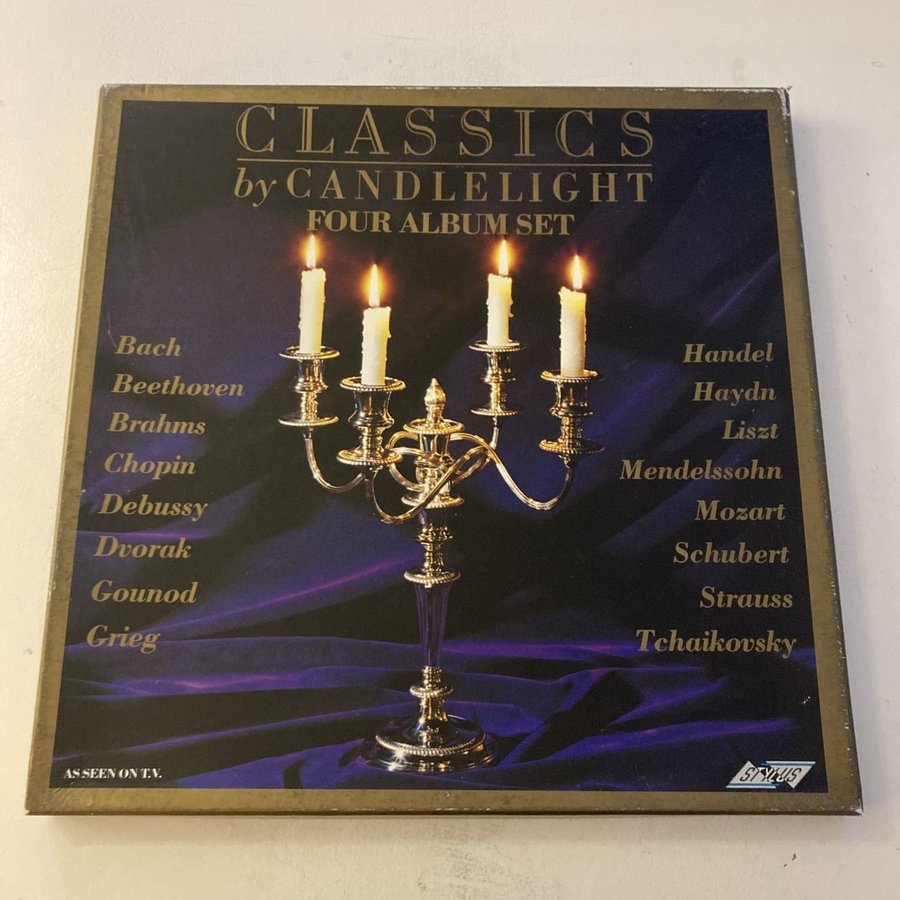 CLASSICS
by CANDLELIGHT
FOUR ALBUM SET
Bach
Beethoven
Brahms
Chopin
Debussy
Dvorak
Gounod
Grieg
Handel
Haydn
Liszt
Mendelssohn
Mozart
Schubert
Strauss
Tchaikovsky
AS SEEN ON T.V.
STYLUS